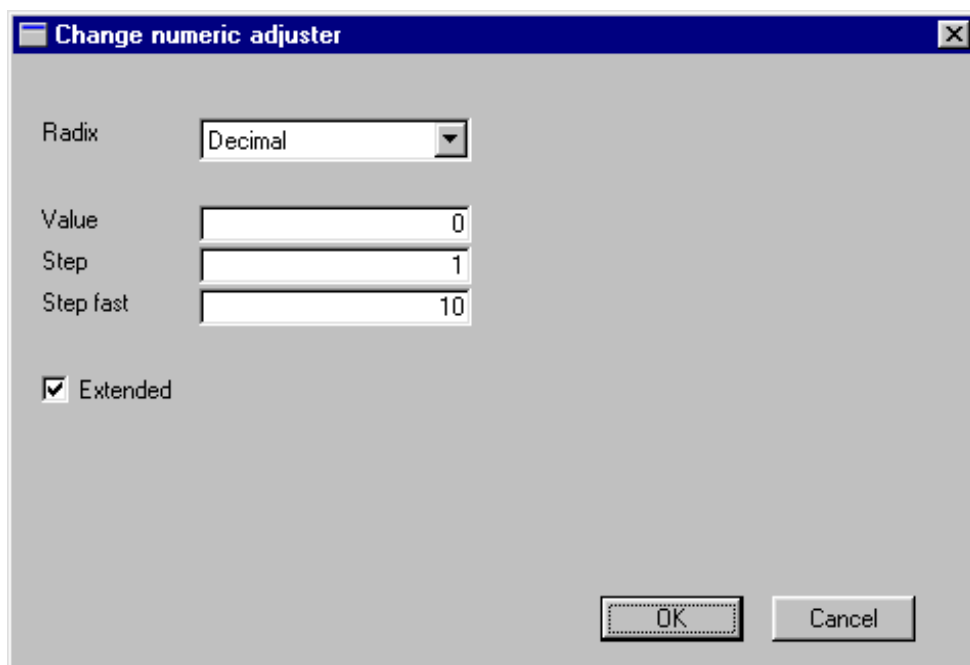 Change numeric adjuster
Radix Decimal
Value 0
Step 1
Step fast 10
Extended
OK Cancel